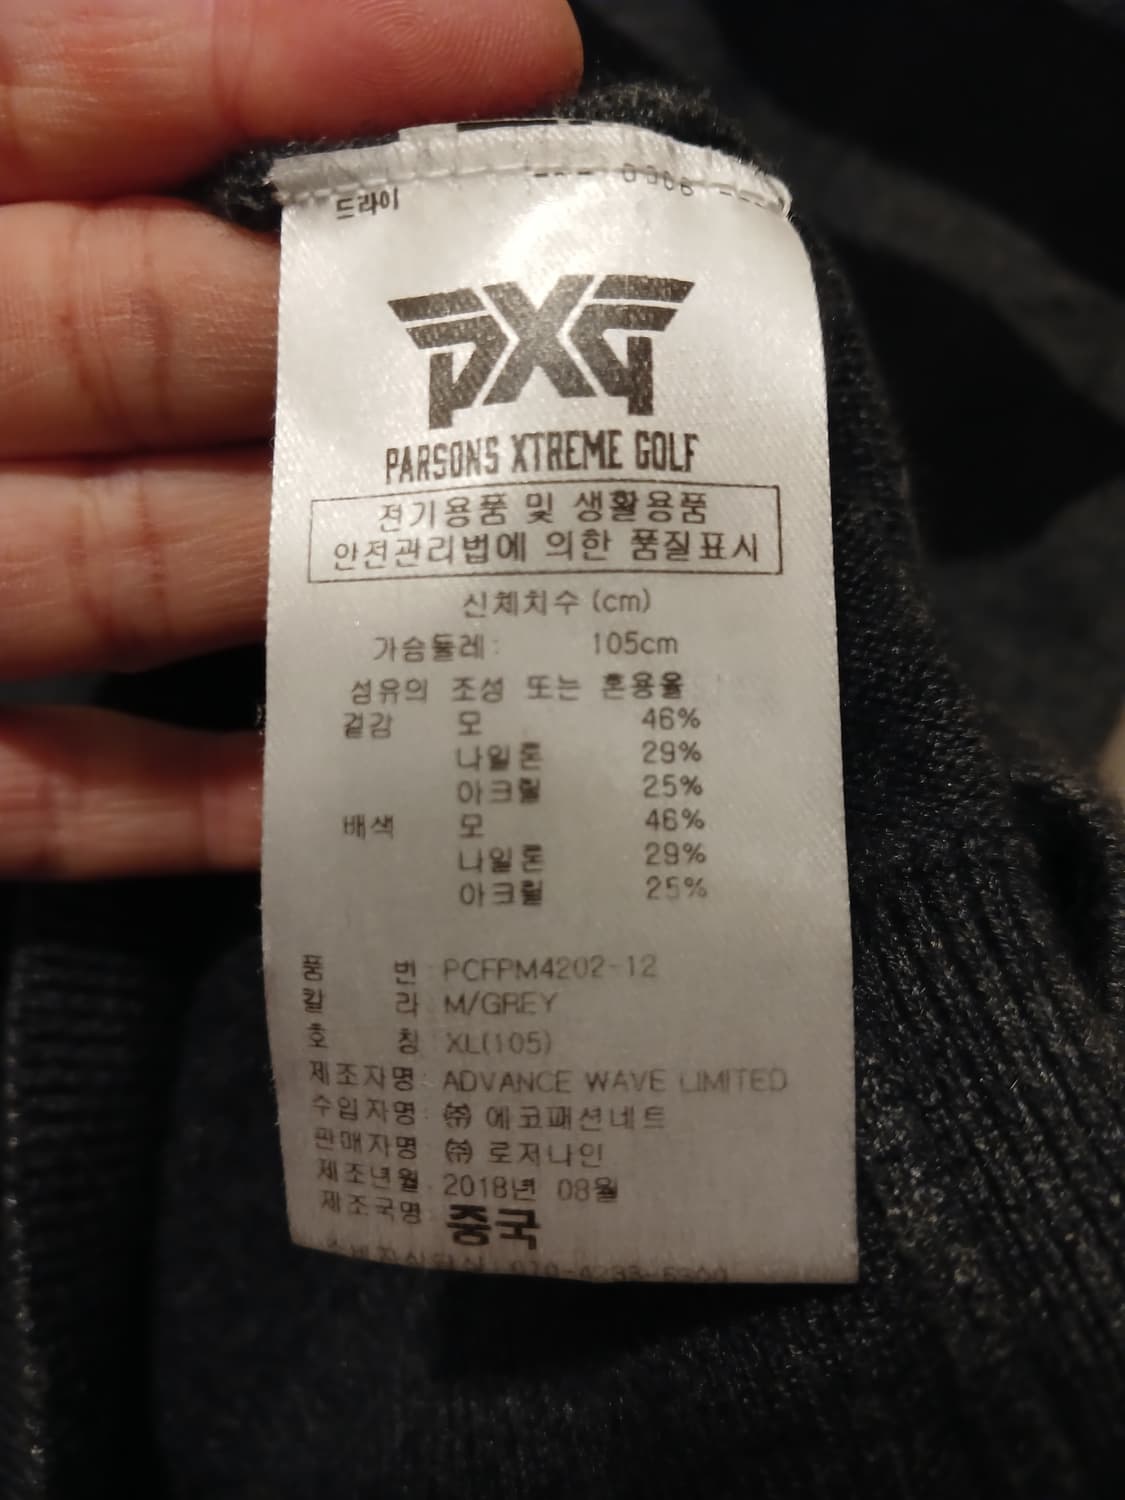 드라이
PXG
PARSONS XTREME GOLF
전기용품 및 생활용품
안전관리법에 의한 품질표시
신체치수 (cm)
가슴둘레: 105cm
섬유의 조성 또는 혼용율
겉감 모 46%
나일론 29%
아크릴 25%
배색 모 46%
나일론 29%
아크릴 25%
품 번 : PCFPM4202-12
칼 라 : M/GREY
호 칭 : XL(105)
제조자명 : ADVANCE WAVE LIMITED
수입자명 : ㈜ 에코패션네트
판매자명 : ㈜ 로저나인
제조년월 : 2018년 08월
제조국명 : 중국